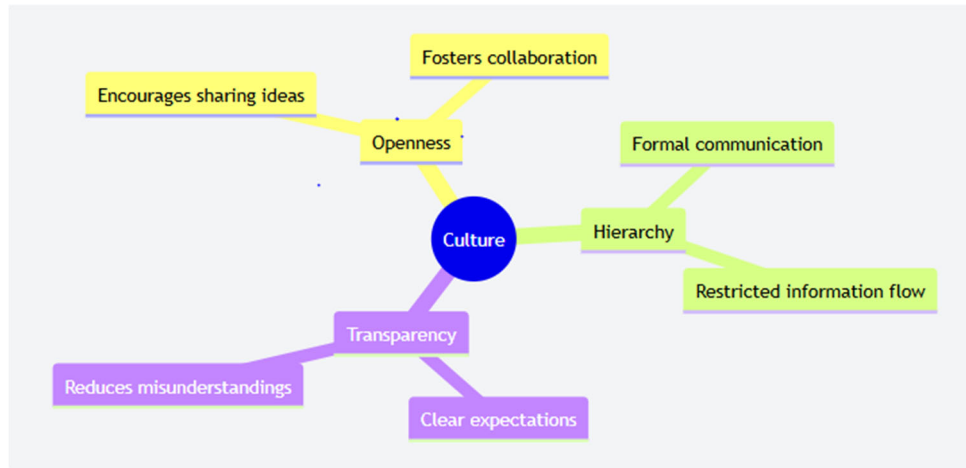 Fosters collaboration
Encourages sharing ideas
Openness
Formal communication
Hierarchy
Culture
Restricted information flow
Transparency
Reduces misunderstandings
Clear expectations